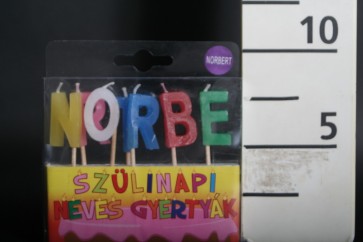 NORBERT
10
NORBE
5
SZÜLINAPI
NEVES GYERTYÁK